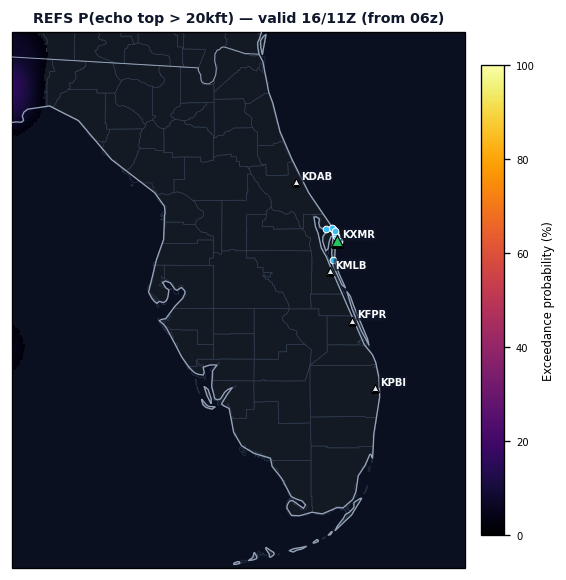 REFS P(echo top > 20kft) — valid 16/11Z (from 06z)
KDAB
KXMR
KMLB
KFPR
KPBI
100
80
60
40
20
0
Exceedance probability (%)